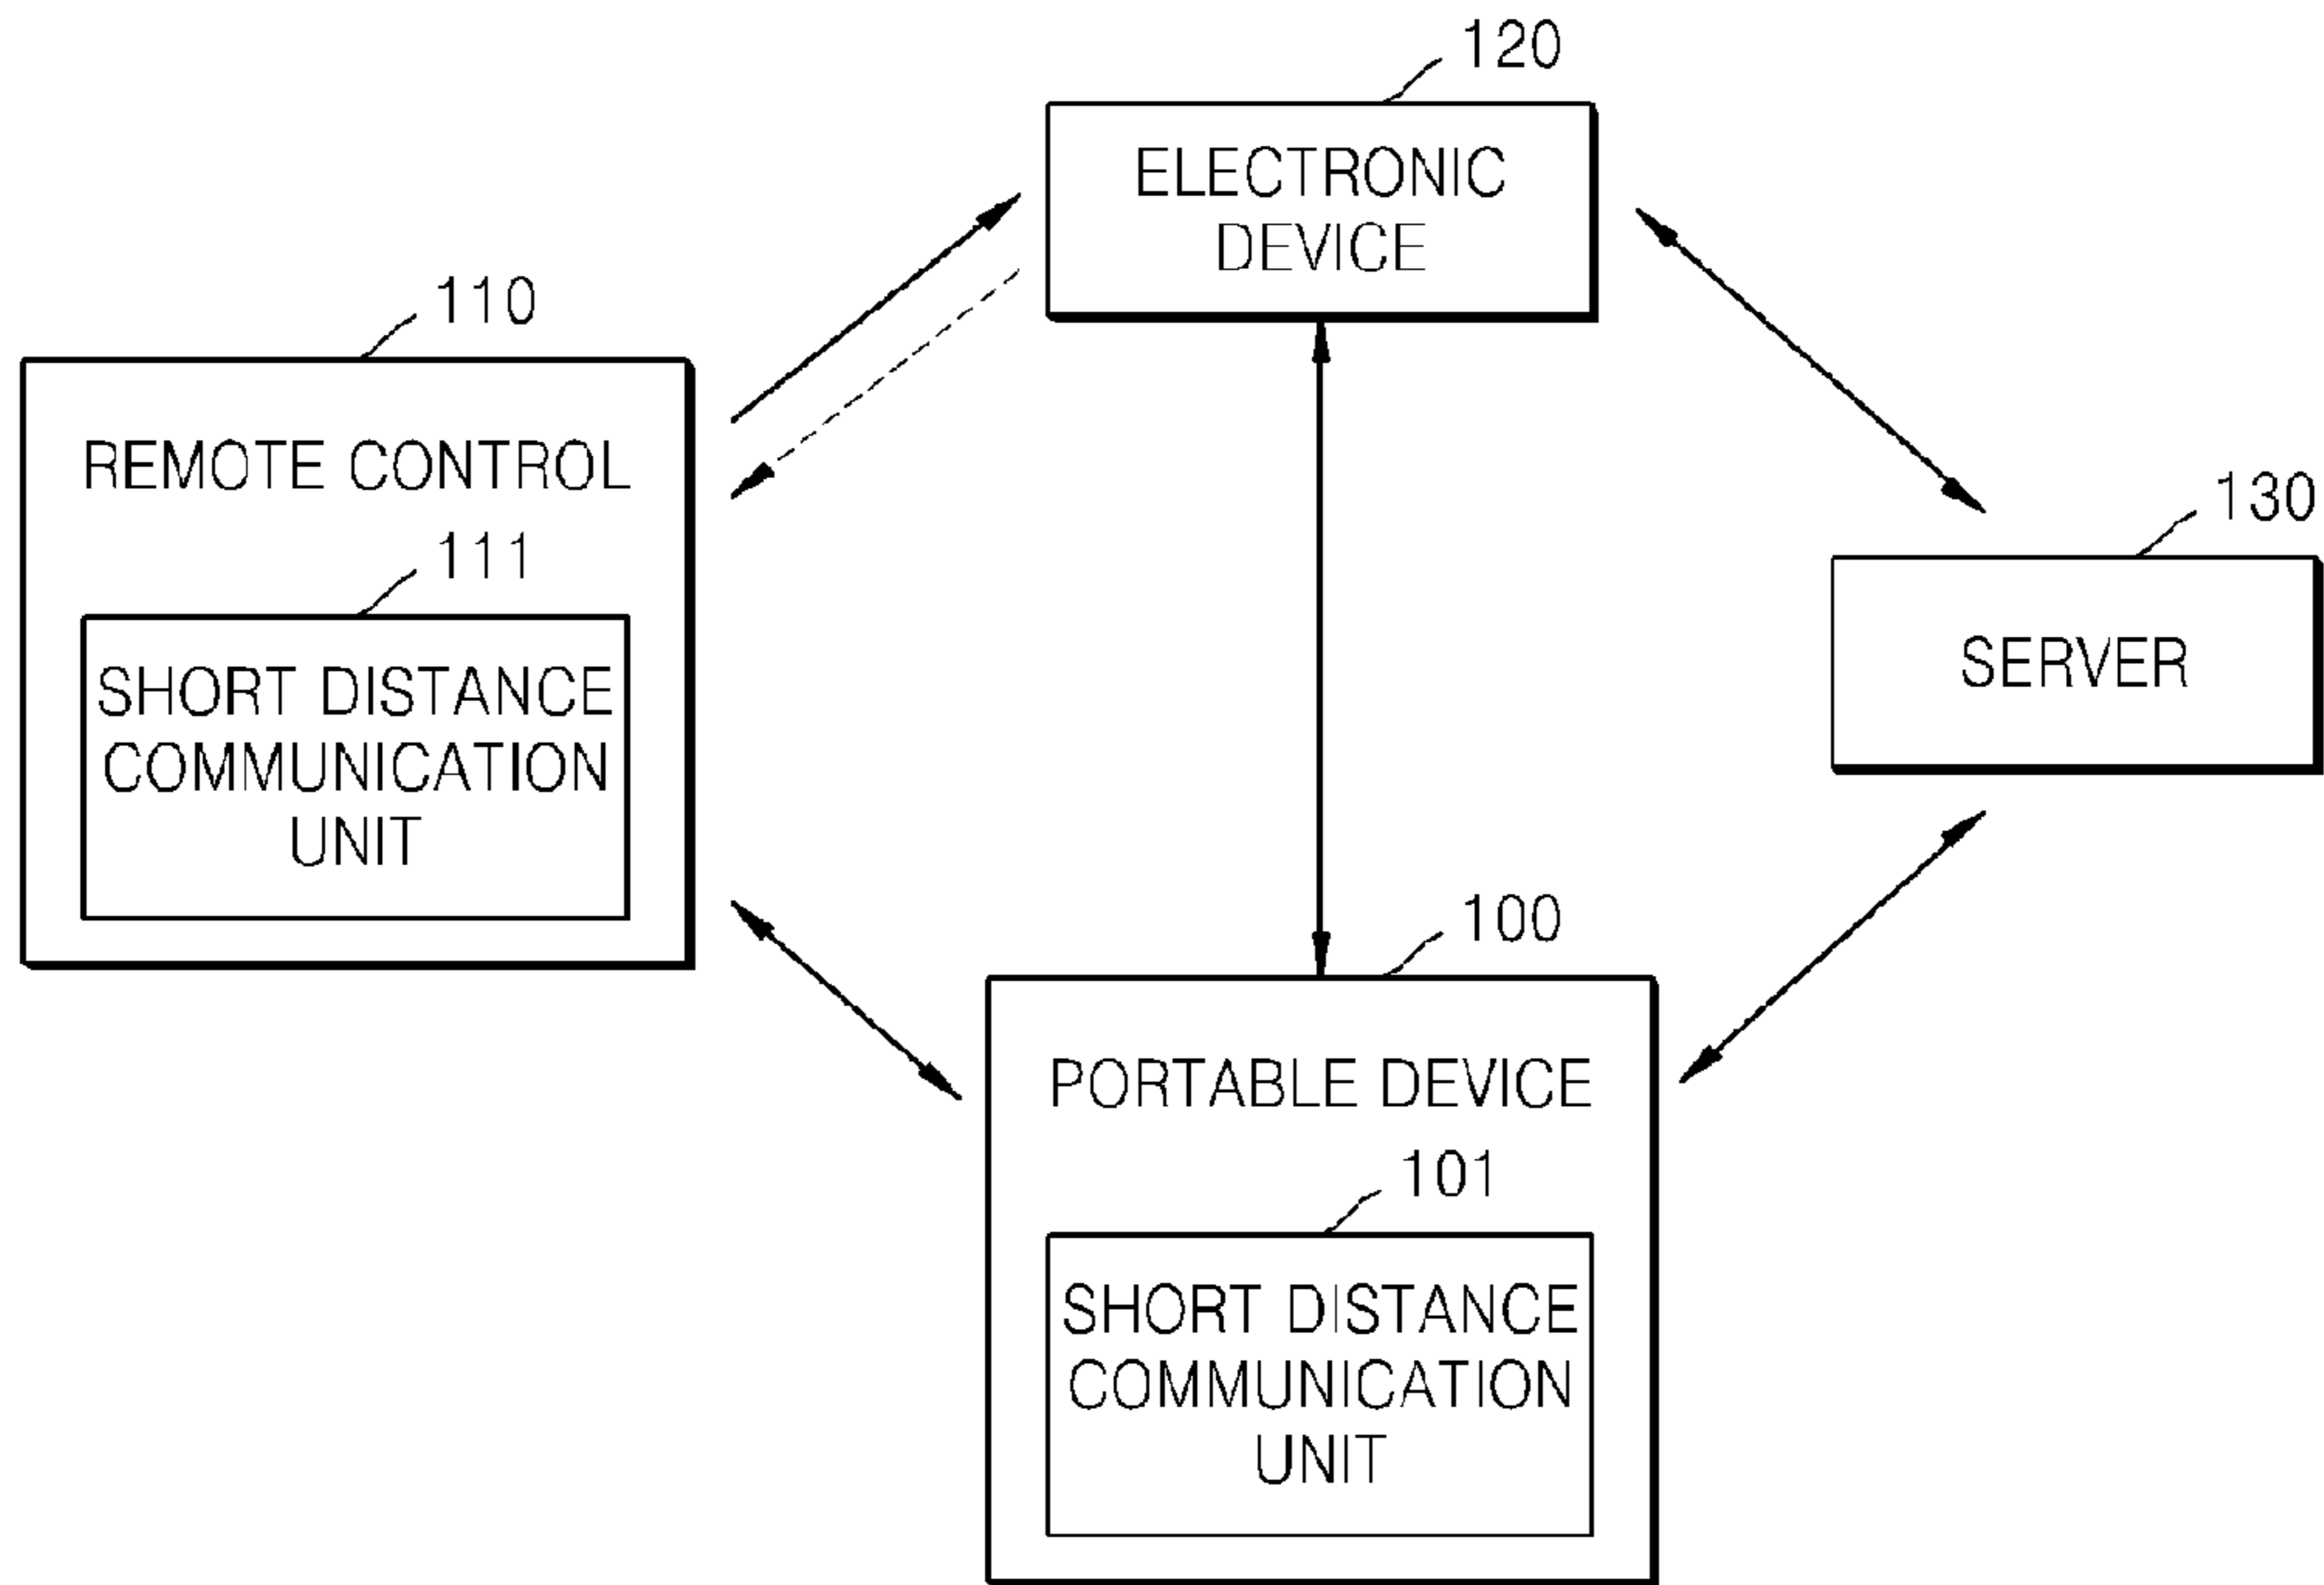 120
ELECTRONIC
DEVICE
110
REMOTE CONTROL
111
SHORT DISTANCE
COMMUNICATION
UNIT
130
SERVER
100
PORTABLE DEVICE
101
SHORT DISTANCE
COMMUNICATION
UNIT